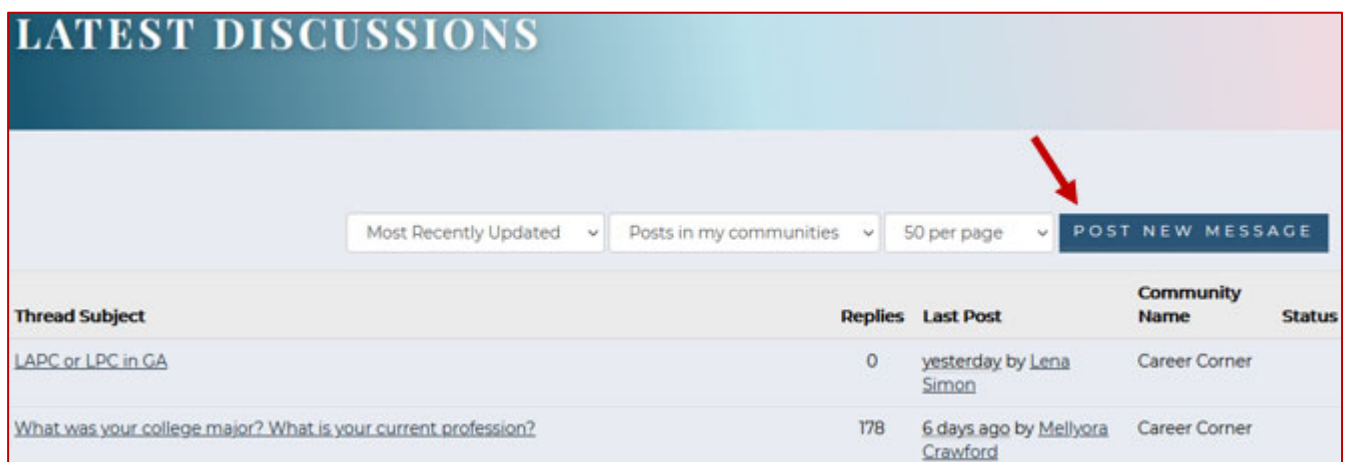 LATEST DISCUSSIONS
Most Recently Updated Posts in my communities 50 per page POST NEW MESSAGE
Thread Subject Replies Last Post Community Name Status
LAPC or LPC in GA 0 yesterday by Lena Simon Career Corner
What was your college major? What is your current profession? 178 6 days ago by Mellyora Crawford Career Corner